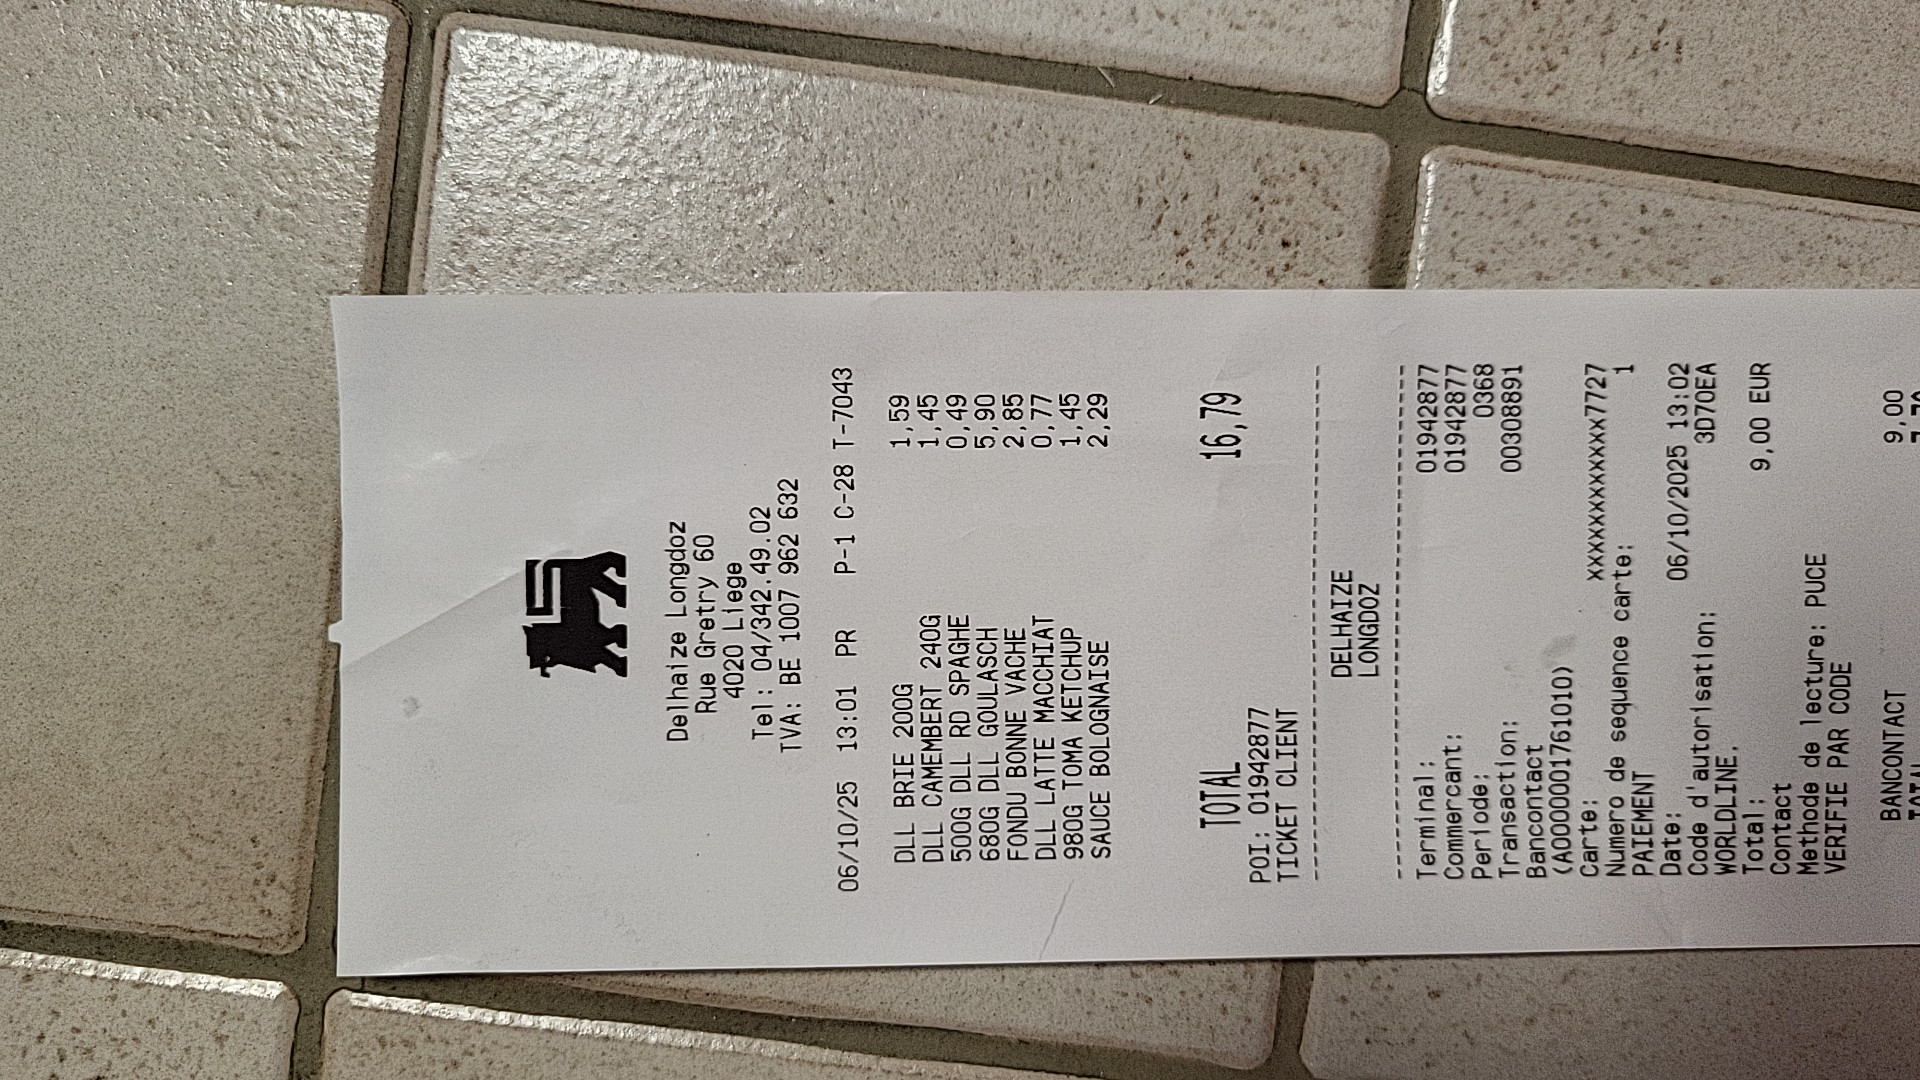 Delhaize Longdoz
Rue Gretry 60
4020 Liege
Tel : 04/342.49.02
TVA: BE 1007 962 632
06/10/25 13:01 PR P-1 C-28 T-7043
DLL BRIE 200G 1,59
DLL CAMEMBERT 240G 1,45
500G DLL RD SPAGHE 0,49
680G DLL GOULASCH 5,90
FONDU BONNE VACHE 2,85
DLL LATTE MACCHIAT 0,77
980G TOMA KETCHUP 1,45
SAUCE BOLOGNAISE 2,29
TOTAL 16,79
POI: 01942877
TICKET CLIENT
DELHAIZE
LONGDOZ
Terminal: 01942877
Commercant: 01942877
Periode: 0368
Transaction: 00308891
Bancontact
(A0000001761010)
Carte: xxxxxxxxxxxxx7727
Numero de sequence carte: 1
PAIEMENT
Date: 06/10/2025 13:02
Code d'autorisation: 3D70EA
WORLDLINE.
Total: 9,00 EUR
Contact
Methode de lecture: PUCE
VERIFIE PAR CODE
BANCONTACT 9,00